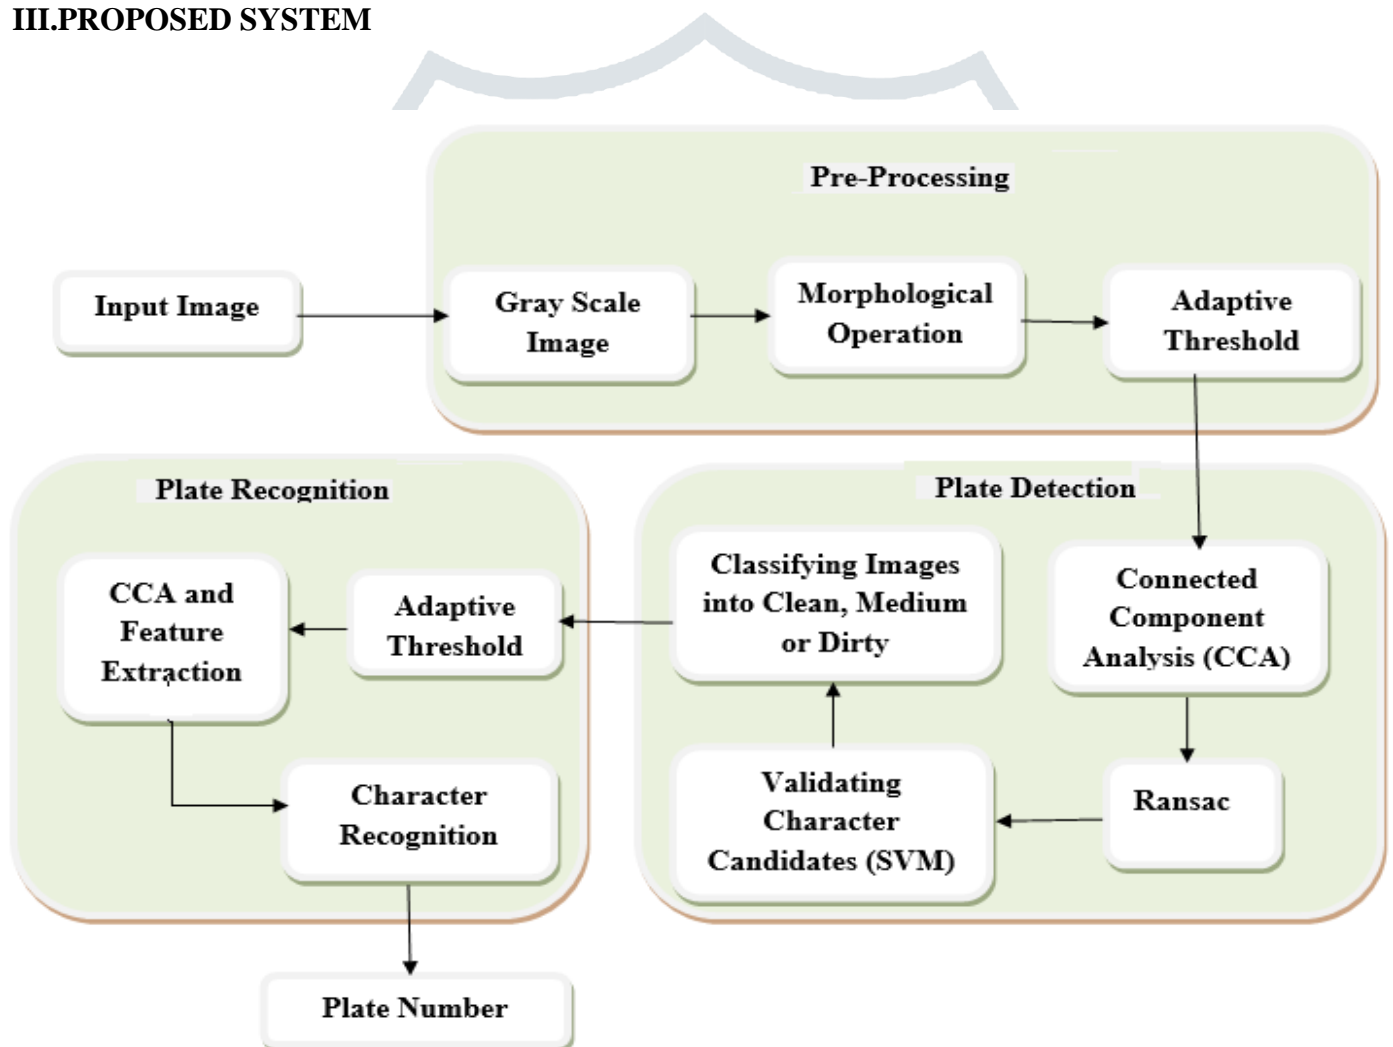 III.PROPOSED SYSTEM
Pre-Processing
Input Image
Gray Scale
Image
Morphological
Operation
Adaptive
Threshold
Plate Recognition
CCA and
Feature
Extraction
Adaptive
Threshold
Character
Recognition
Plate Detection
Classifying Images
into Clean, Medium
or Dirty
Connected
Component
Analysis (CCA)
Validating
Character
Candidates (SVM)
Ransac
Plate Number